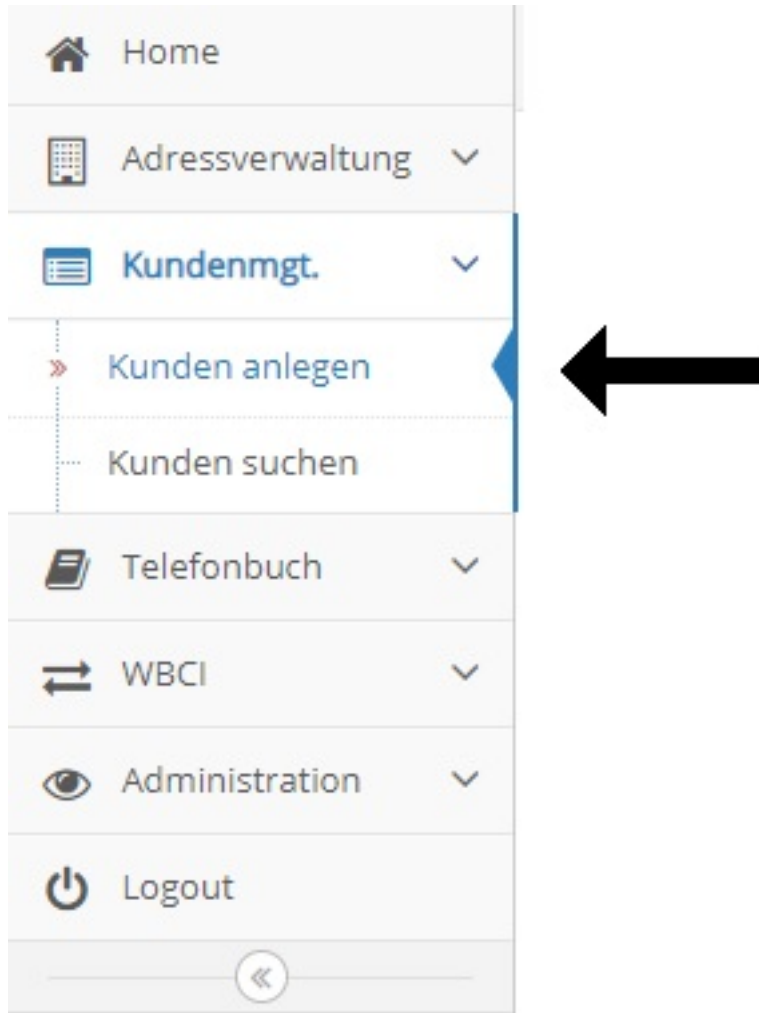 Home
Adressverwaltung
Kundenmgt.
Kunden anlegen
Kunden suchen
Telefonbuch
WBCI
Administration
Logout